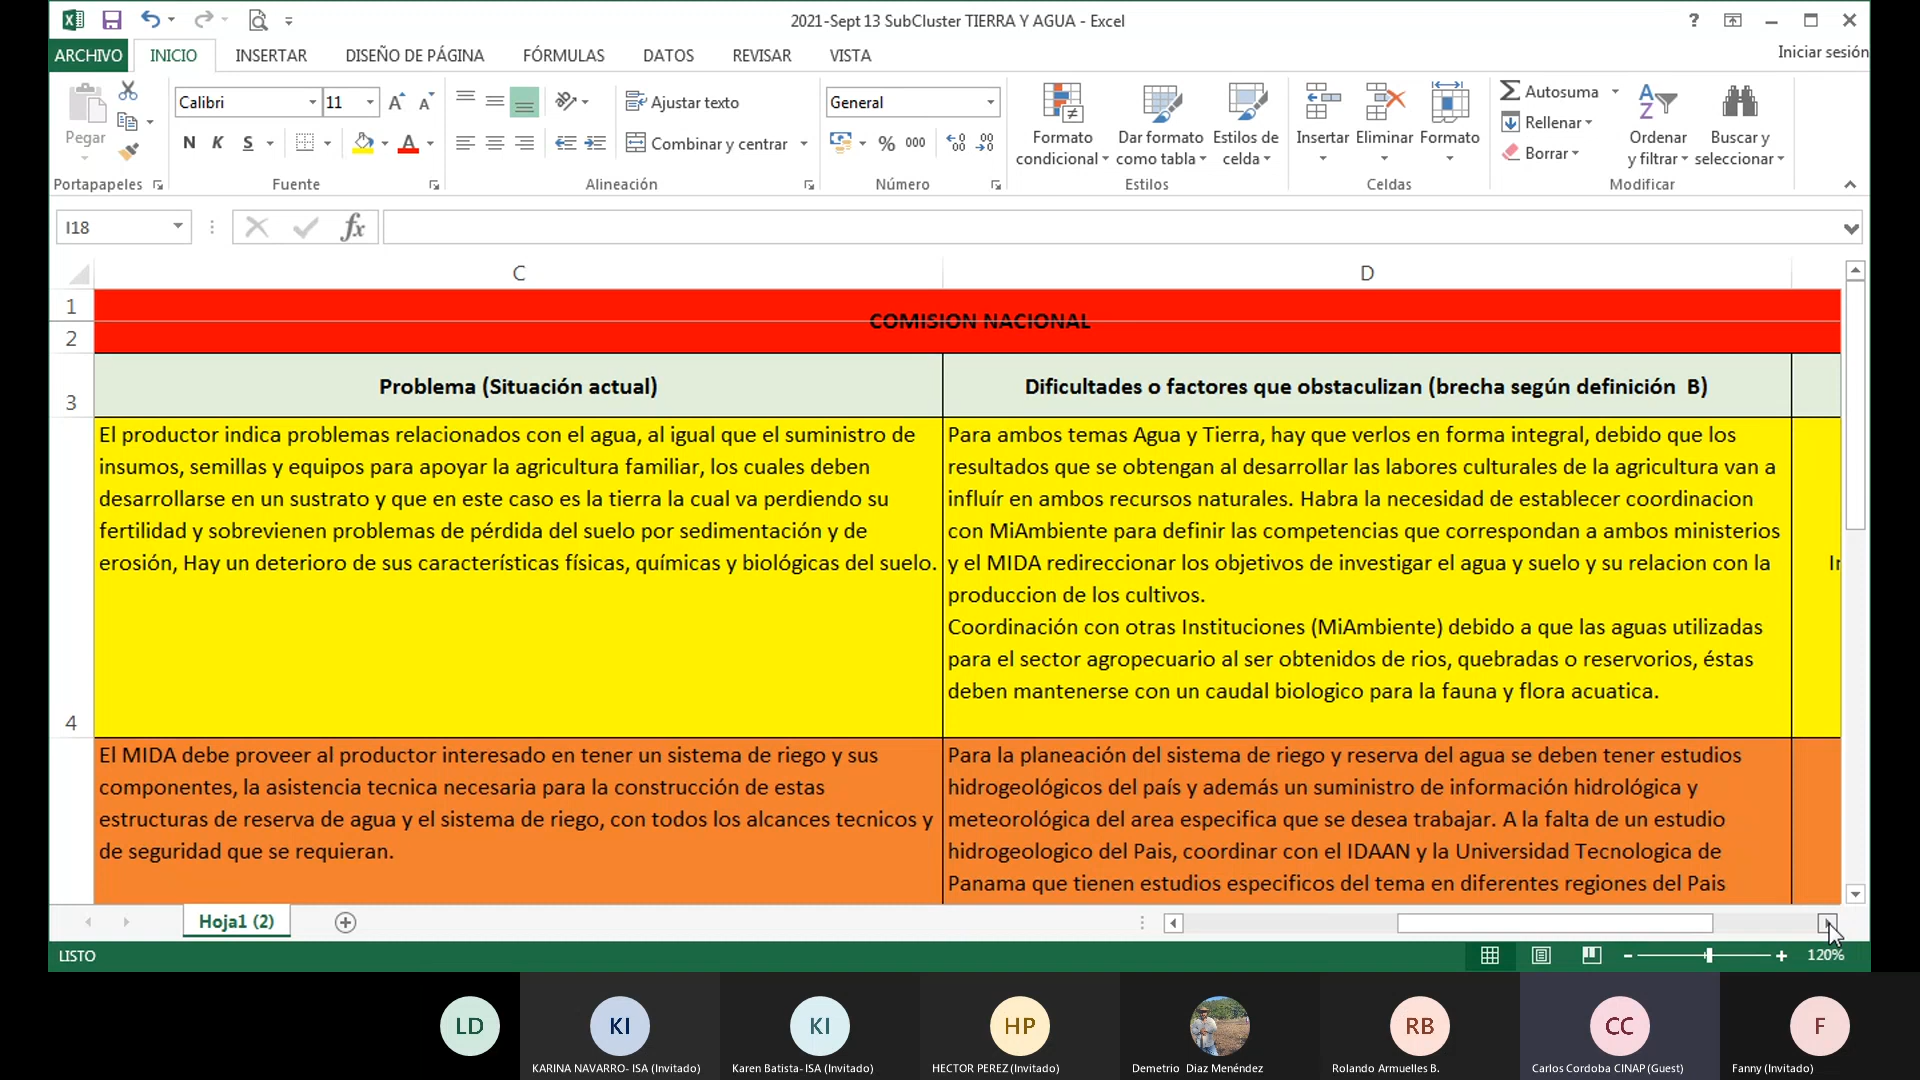 2021-Sept 13 SubCluster TIERRA Y AGUA - Excel
?
ARCHIVO INICIO INSERTAR DISEÑO DE PÁGINA FÓRMULAS DATOS REVISAR VISTA
Iniciar sesión
Pegar
Portapapeles
Calibri 11
N K S
Fuente
Ajustar texto
Combinar y centrar
Alineación
General
% 000
Número
Formato condicional
Dar formato como tabla
Estilos de celda
Estilos
Insertar Eliminar Formato
Celdas
Autosuma
Rellenar
Borrar
Ordenar y filtrar
Buscar y seleccionar
Modificar
I18
fx
C D
1
2
COMISION NACIONAL
3
Problema (Situación actual)
Dificultades o factores que obstaculizan (brecha según definición B)
El productor indica problemas relacionados con el agua, al igual que el suministro de
insumos, semillas y equipos para apoyar la agricultura familiar, los cuales deben
desarrollarse en un sustrato y que en este caso es la tierra la cual va perdiendo su
fertilidad y sobrevienen problemas de pérdida del suelo por sedimentación y de
erosión, Hay un deterioro de sus características físicas, químicas y biológicas del suelo.
Para ambos temas Agua y Tierra, hay que verlos en forma integral, debido que los
resultados que se obtengan al desarrollar las labores culturales de la agricultura van a
influír en ambos recursos naturales. Habra la necesidad de establecer coordinacion
con MiAmbiente para definir las competencias que correspondan a ambos ministerios
y el MIDA redireccionar los objetivos de investigar el agua y suelo y su relacion con la
produccion de los cultivos.
Coordinación con otras Instituciones (MiAmbiente) debido a que las aguas utilizadas
para el sector agropecuario al ser obtenidos de rios, quebradas o reservorios, éstas
deben mantenerse con un caudal biologico para la fauna y flora acuatica.
4
El MIDA debe proveer al productor interesado en tener un sistema de riego y sus
componentes, la asistencia tecnica necesaria para la construcción de estas
estructuras de reserva de agua y el sistema de riego, con todos los alcances tecnicos y
de seguridad que se requieran.
Para la planeación del sistema de riego y reserva del agua se deben tener estudios
hidrogeológicos del país y además un suministro de información hidrológica y
meteorológica del area especifica que se desea trabajar. A la falta de un estudio
hidrogeologico del Pais, coordinar con el IDAAN y la Universidad Tecnologica de
Panama que tienen estudios especificos del tema en diferentes regiones del Pais
Hoja1 (2)
LISTO
120%
LD
KI
KARINA NAVARRO- ISA (Invitado)
KI
Karen Batista- ISA (Invitado)
HP
HECTOR PEREZ (Invitado)
Demetrio Diaz Menéndez
RB
Rolando Armuelles B.
CC
Carlos Cordoba CINAP (Guest)
F
Fanny (Invitado)